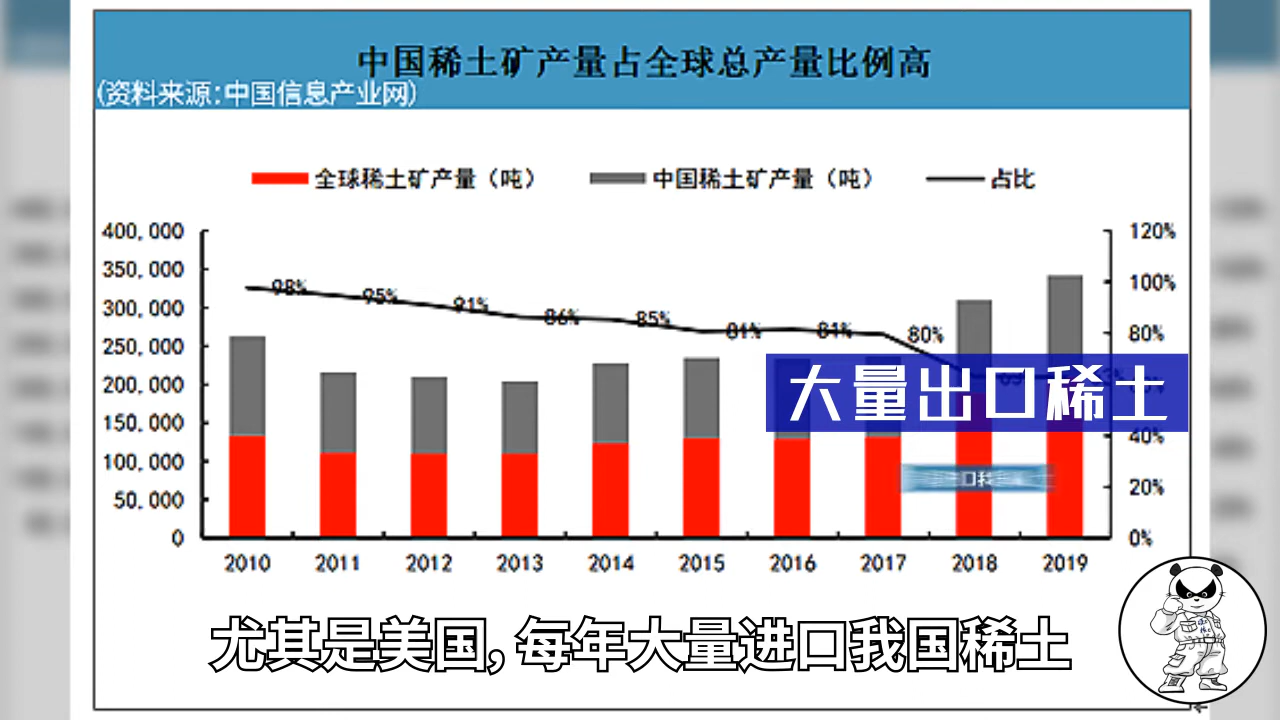 中国稀土矿产量占全球总产量比例高
(资料来源:中国信息产业网)
全球稀土矿产量（吨） 中国稀土矿产量（吨） 占比
400,000 120%
350,000 100%
300,000 80%
250,000
200,000 40%
150,000 20%
100,000 0%
50,000
0
98% 95% 91% 86% 85% 81% 81% 80%
大量出口稀土
2010 2011 2012 2013 2014 2015 2016 2017 2018 2019
尤其是美国，每年大量进口我国稀土